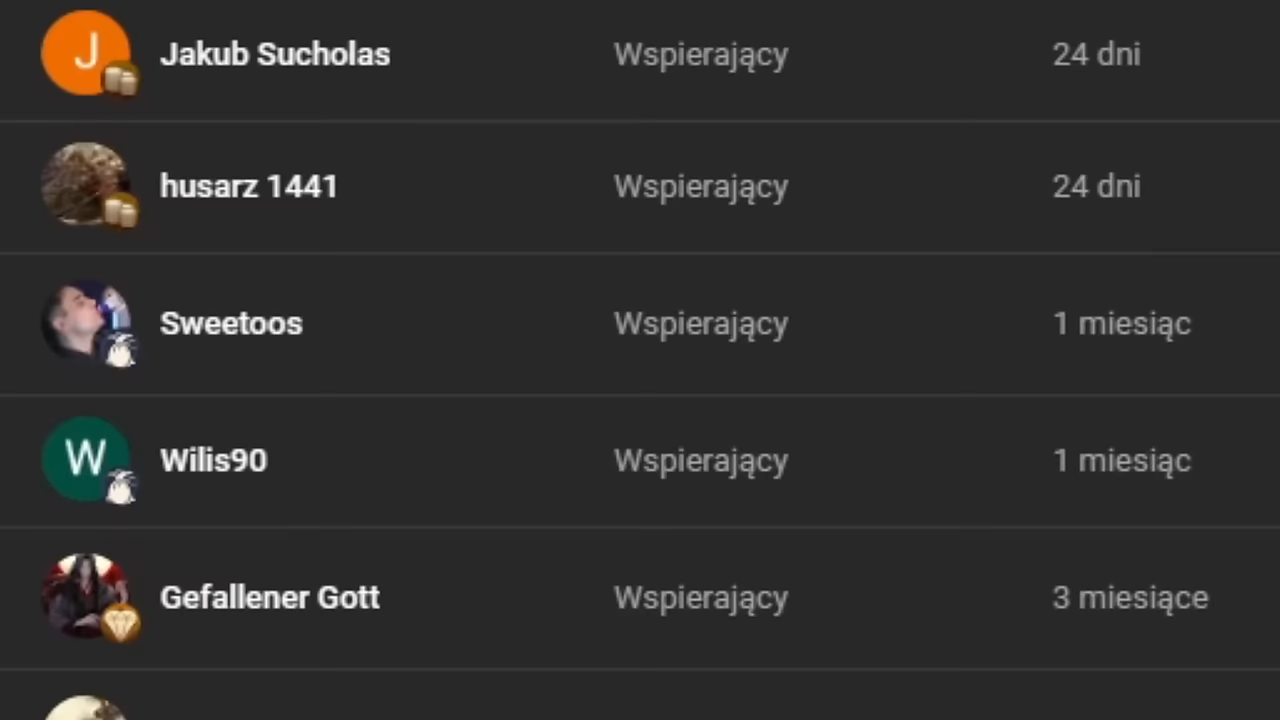 J Jakub Sucholas Wspierający 24 dni
husarz 1441 Wspierający 24 dni
Sweetoos Wspierający 1 miesiąc
W Wilis90 Wspierający 1 miesiąc
Gefallener Gott Wspierający 3 miesiące